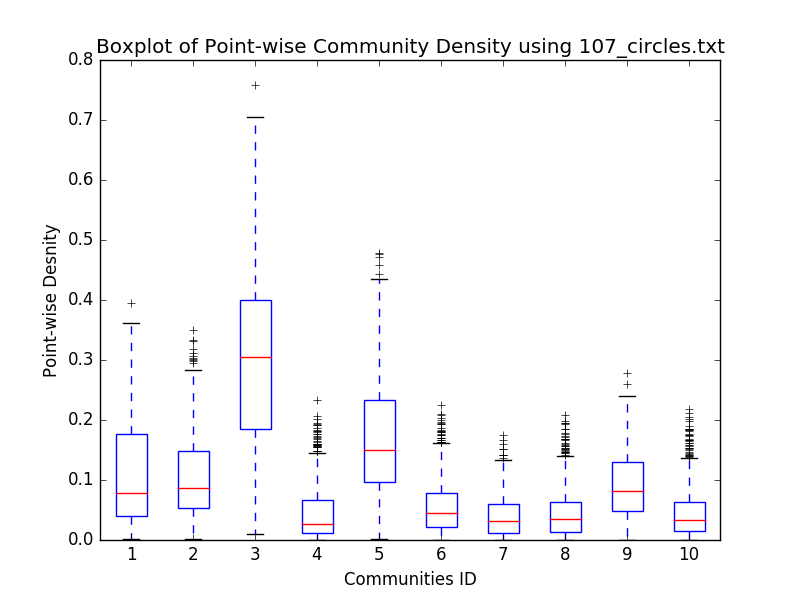 Boxplot of Point-wise Community Density using 107_circles.txt
0.8
0.7
0.6
0.5
0.4
0.3
0.2
0.1
0.0
Point-wise Desnity
1 2 3 4 5 6 7 8 9 10
Communities ID